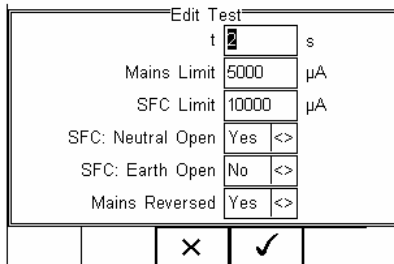 Edit Test
t 2 s
Mains Limit 5000 µA
SFC Limit 10000 µA
SFC: Neutral Open Yes <>
SFC: Earth Open No <>
Mains Reversed Yes <>